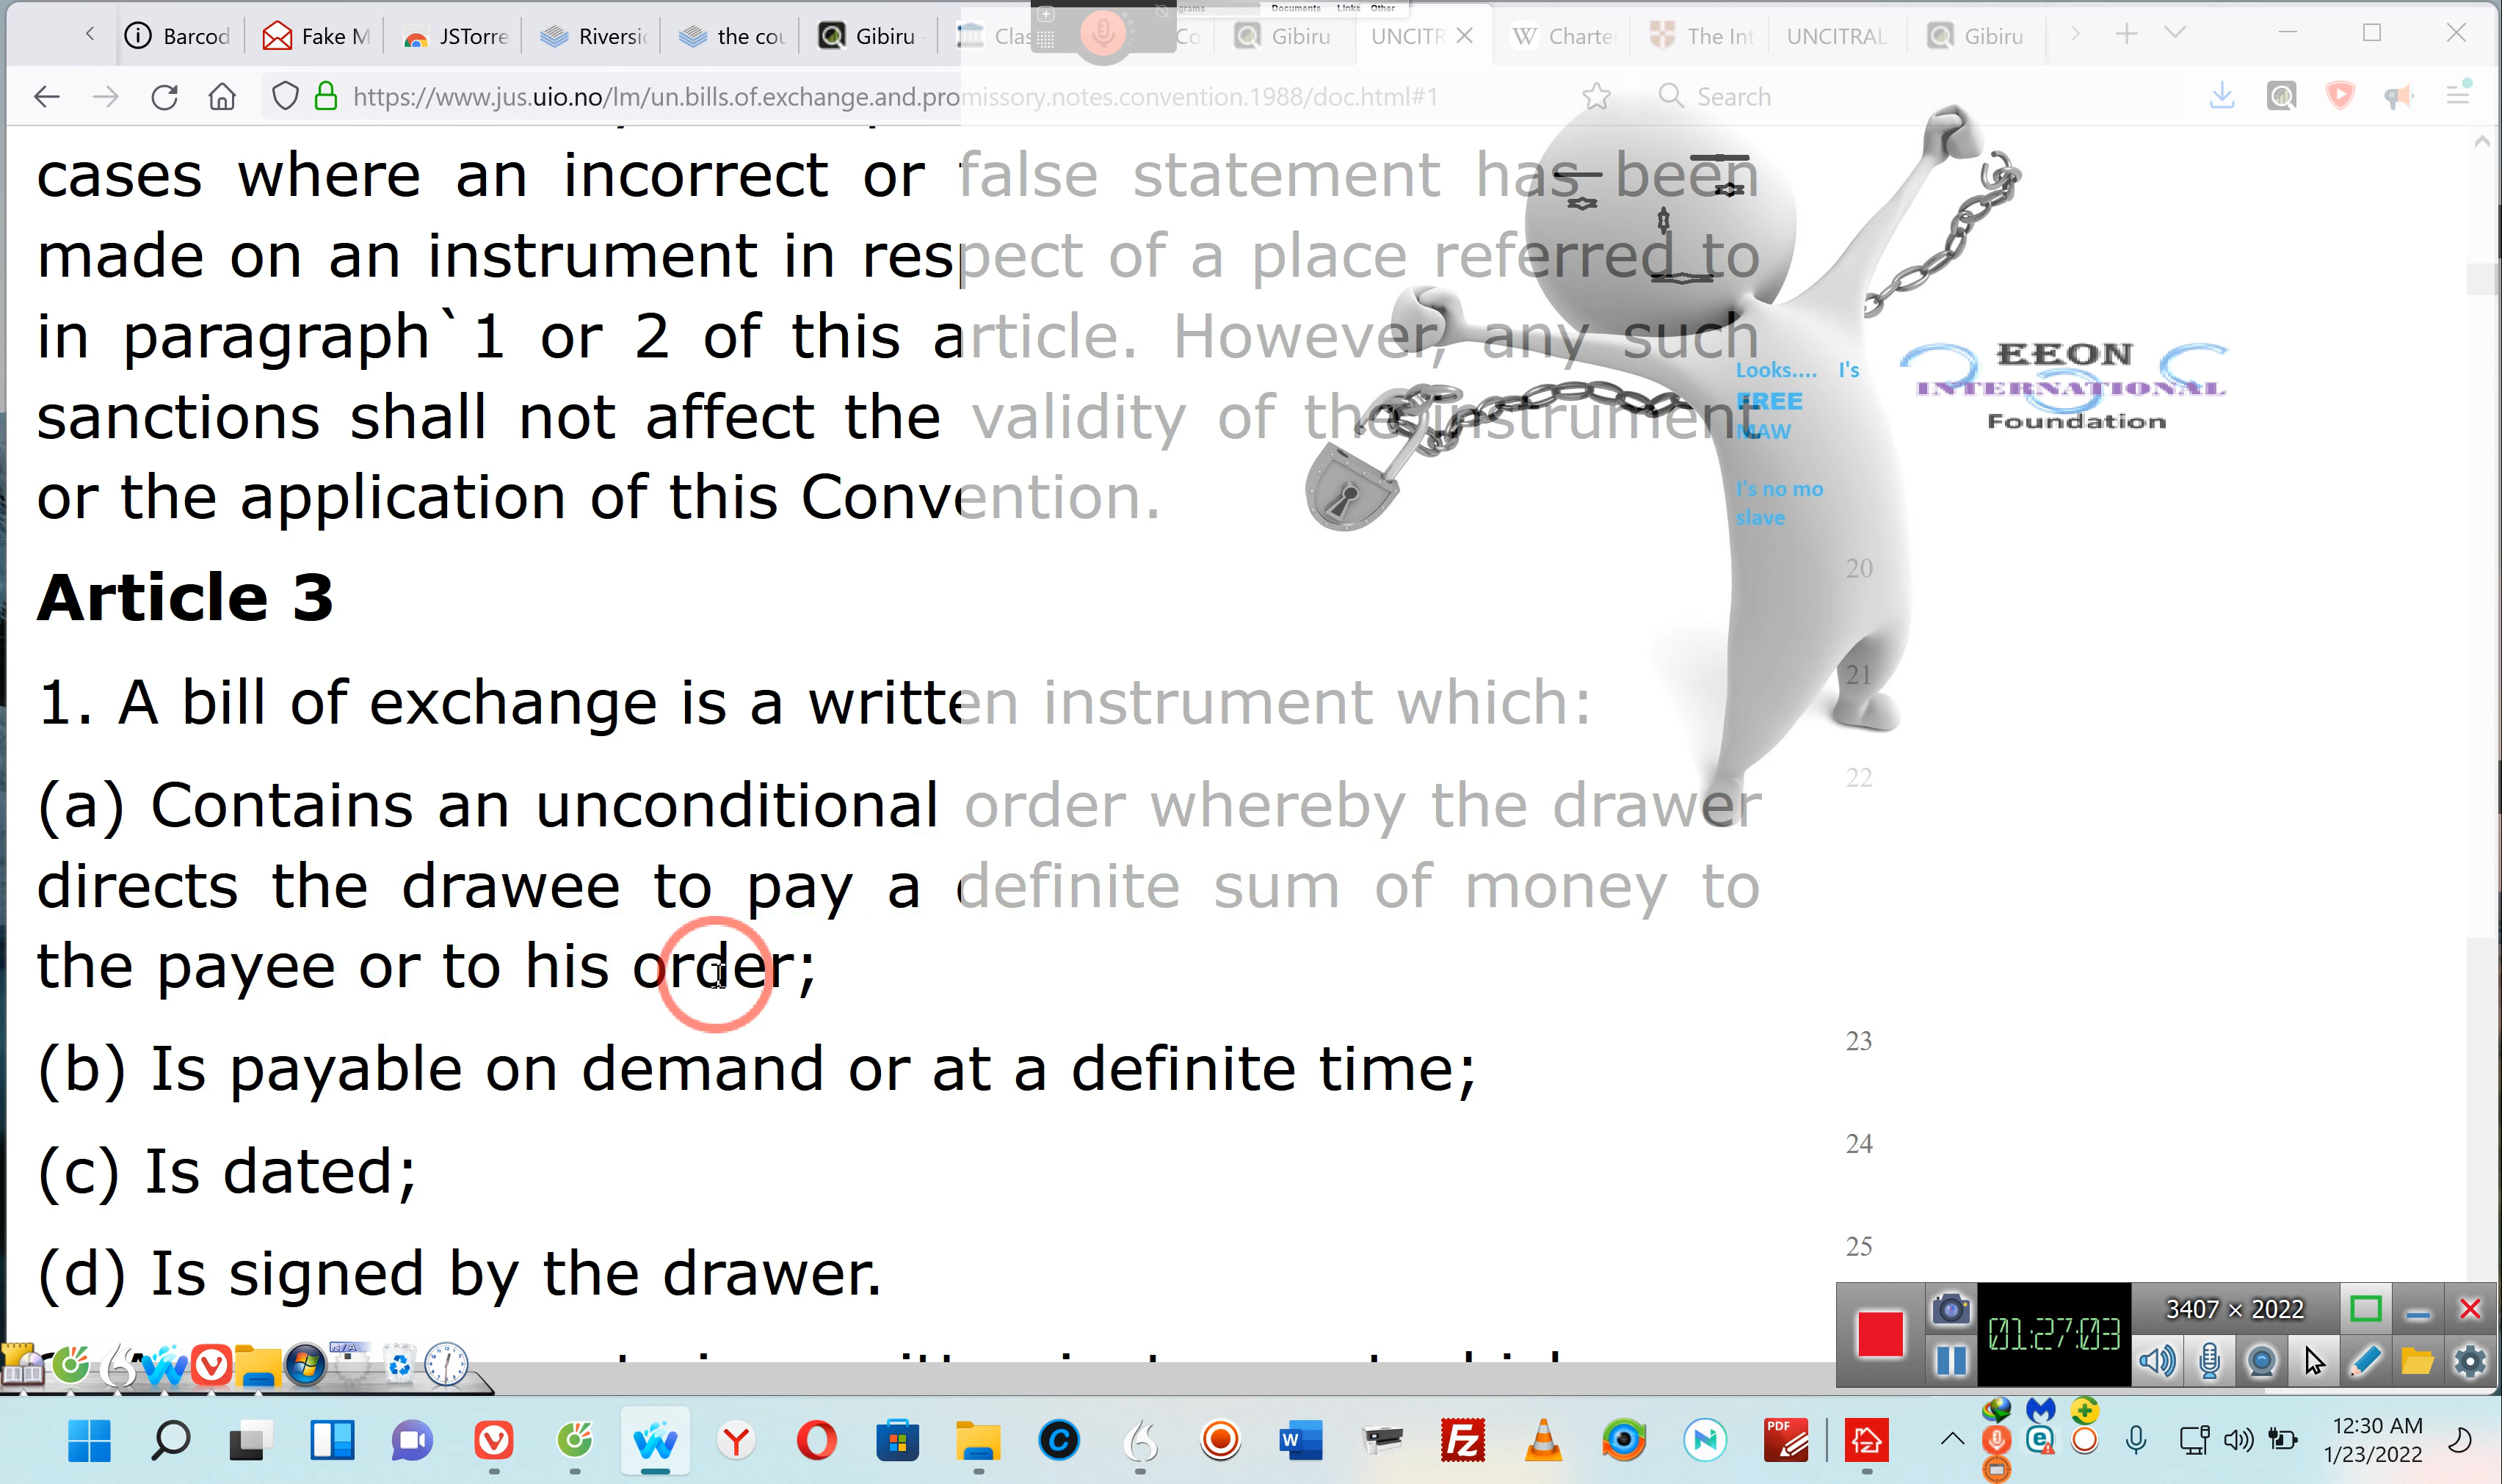 grams Documents Links Other
Barcod Fake M JSTorre Riversi the cou Gibiru Clas Co Gibiru UNCITR Charte The Int UNCITRAL Gibiru
https://www.jus.uio.no/lm/un.bills.of.exchange.and.promissory.notes.convention.1988/doc.html#1 Search
cases where an incorrect or false statement has been
made on an instrument in respect of a place referred to
in paragraph`1 or 2 of this article. However, any such
sanctions shall not affect the validity of the instrument
or the application of this Convention.
Looks.... I's
FREE
MAW
I's no mo
slave
EEON
INTERNATIONAL
Foundation
20
Article 3
21
1. A bill of exchange is a written instrument which:
22
(a) Contains an unconditional order whereby the drawer
directs the drawee to pay a definite sum of money to
the payee or to his order;
23
(b) Is payable on demand or at a definite time;
24
(c) Is dated;
25
(d) Is signed by the drawer.
3407 × 2022
01:27:03
PDF
12:30 AM
1/23/2022